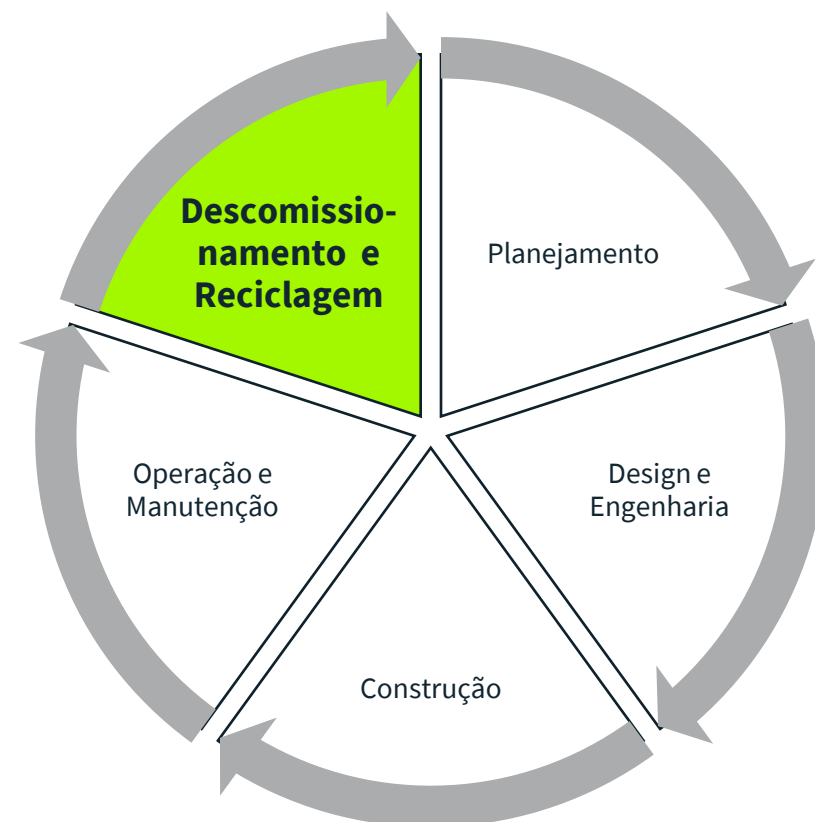 Descomissio-
namento e
Reciclagem
Planejamento
Design e
Engenharia
Construção
Operação e
Manutenção